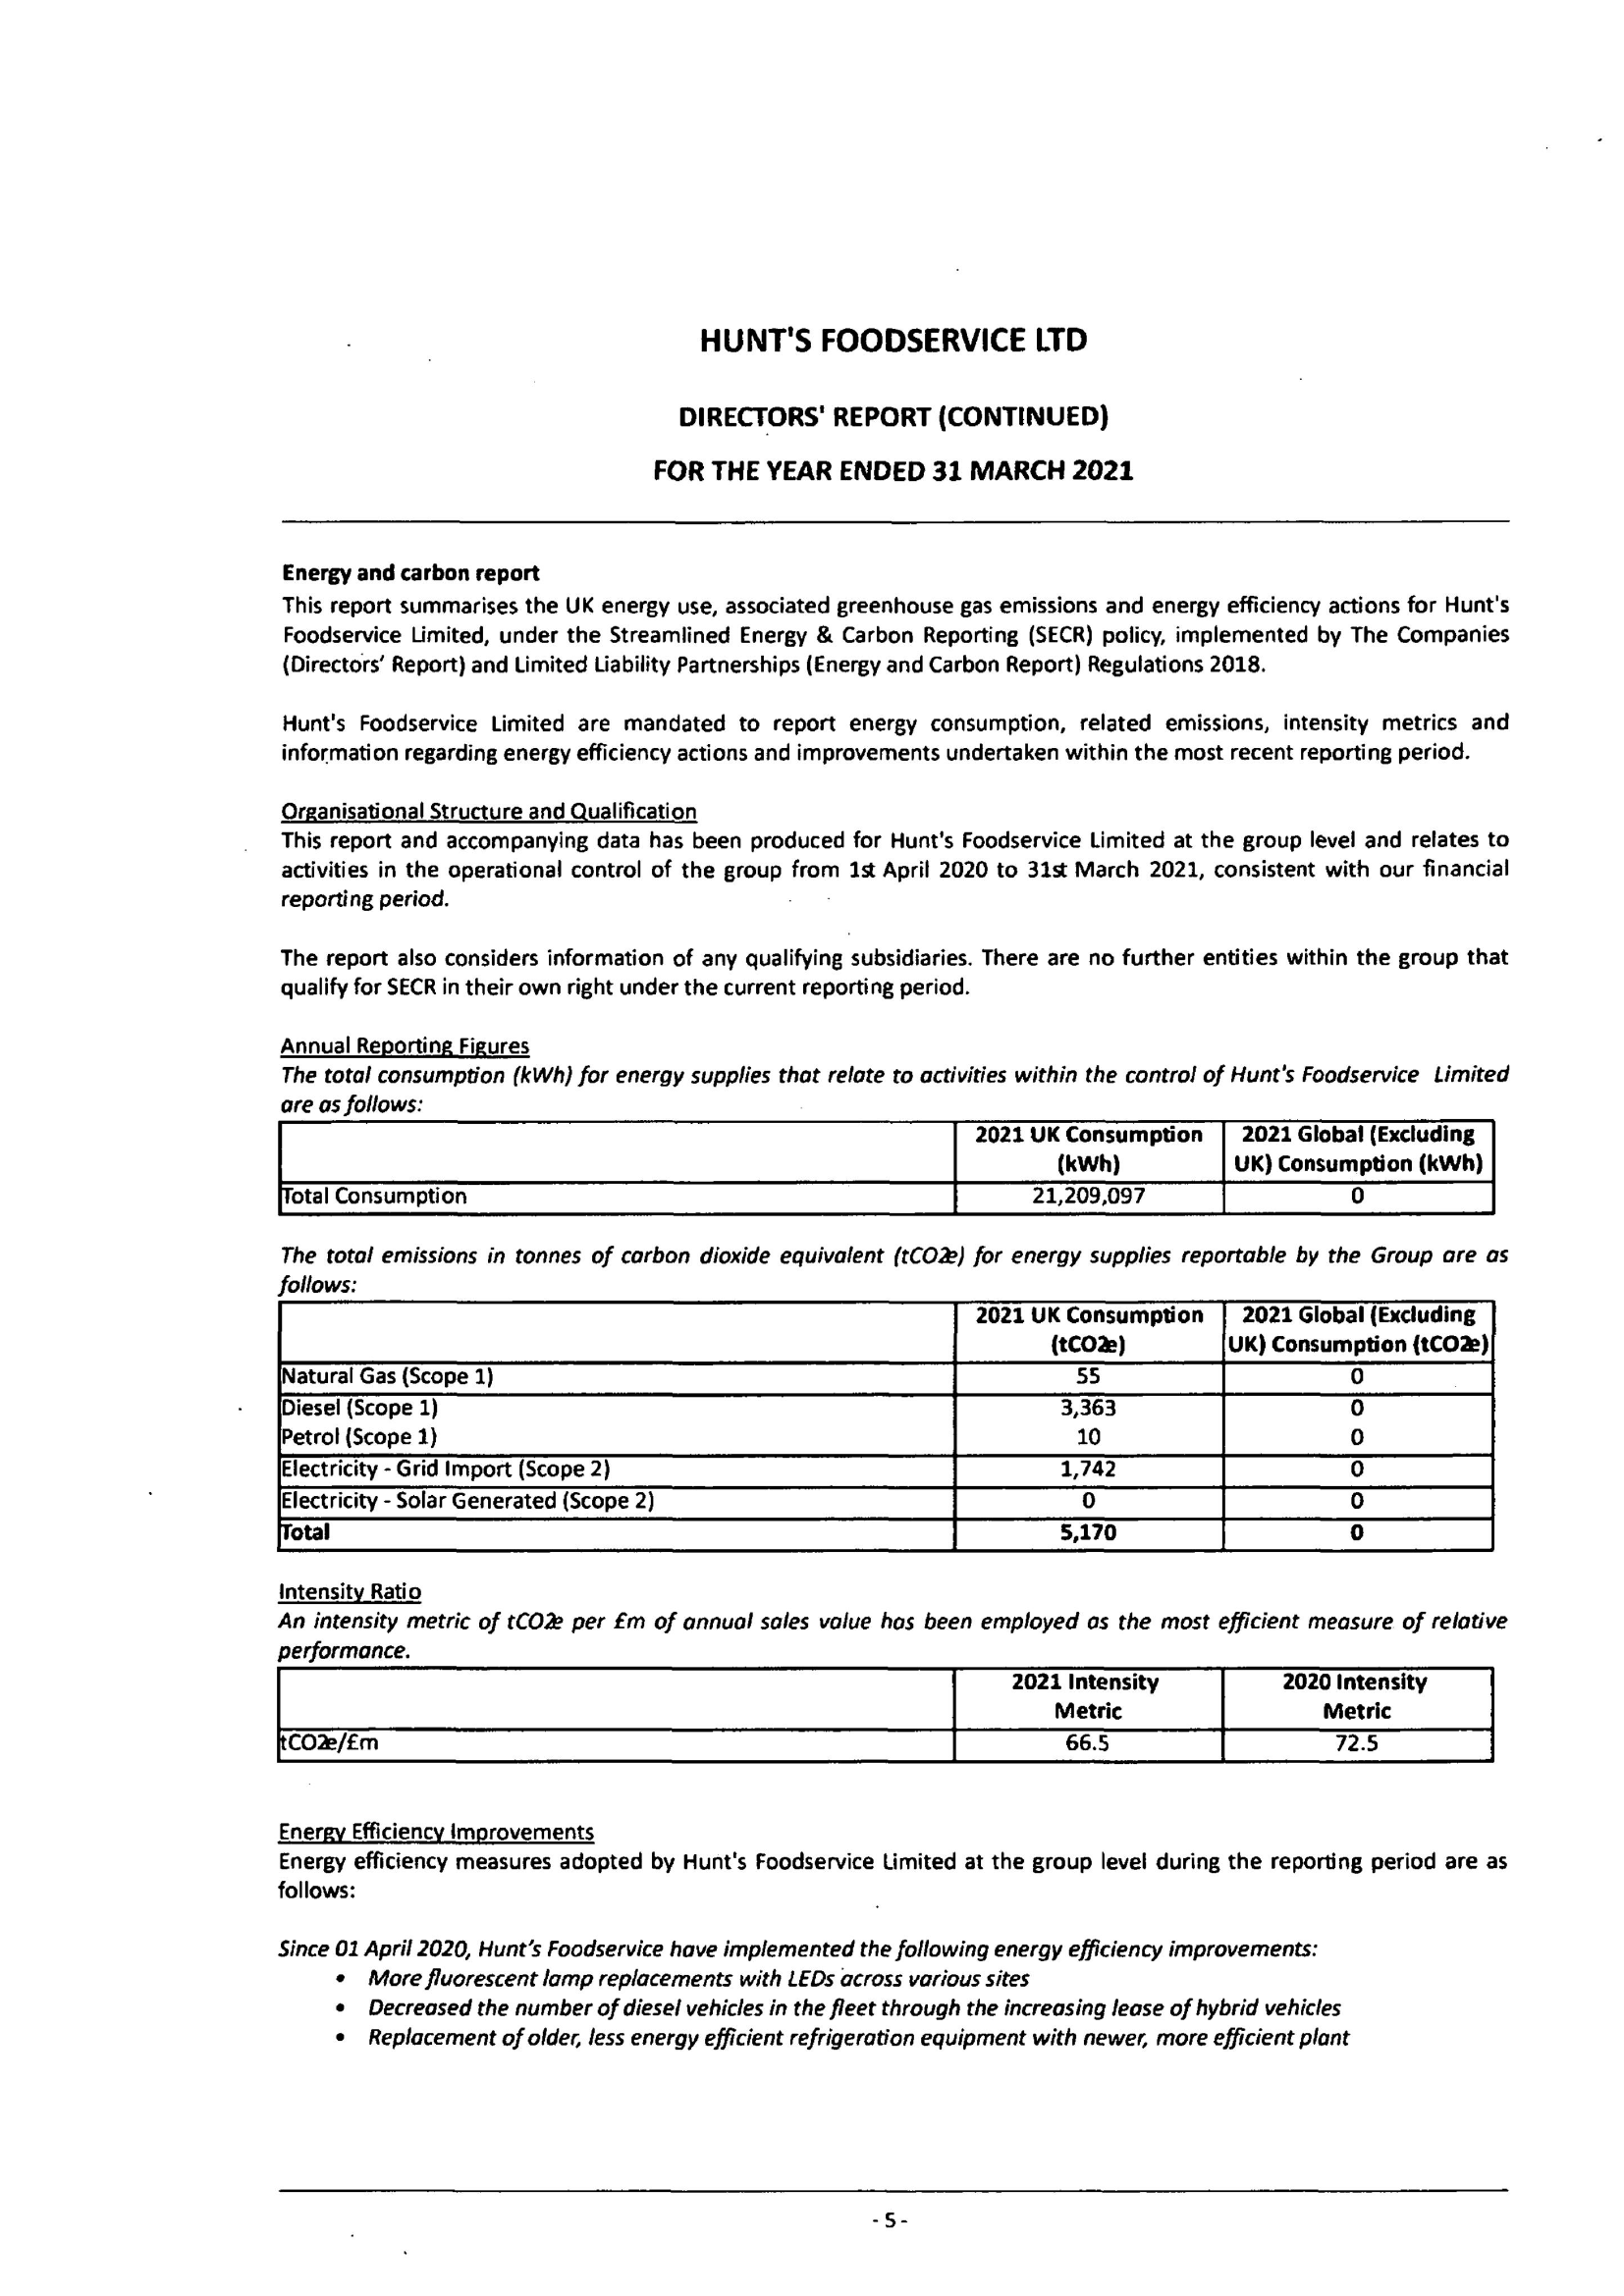 HUNT'S FOODSERVICE LTD
DIRECTORS' REPORT (CONTINUED)
FOR THE YEAR ENDED 31 MARCH 2021
Energy and carbon report
This report summarises the UK energy use, associated greenhouse gas emissions and energy efficiency actions for Hunt's
Foodservice Limited, under the Streamlined Energy & Carbon Reporting (SECR) policy, implemented by The Companies
(Directors' Report) and Limited Liability Partnerships (Energy and Carbon Report) Regulations 2018.
Hunt's Foodservice Limited are mandated to report energy consumption, related emissions, intensity metrics and
information regarding energy efficiency actions and improvements undertaken within the most recent reporting period.
Organisational Structure and Qualification
This report and accompanying data has been produced for Hunt's Foodservice Limited at the group level and relates to
activities in the operational control of the group from 1st April 2020 to 31st March 2021, consistent with our financial
reporting period.
The report also considers information of any qualifying subsidiaries. There are no further entities within the group that
qualify for SECR in their own right under the current reporting period.
Annual Reporting Figures
The total consumption (kWh) for energy supplies that relate to activities within the control of Hunt's Foodservice Limited
are as follows:
2021 UK Consumption 2021 Global (Excluding
(kWh) UK) Consumption (kWh)
Total Consumption 21,209,097 0
The total emissions in tonnes of carbon dioxide equivalent (tCO2e) for energy supplies reportable by the Group are as
follows:
2021 UK Consumption 2021 Global (Excluding
(tCO2e) UK) Consumption (tCO2e)
Natural Gas (Scope 1) 55 0
Diesel (Scope 1) 3,363 0
Petrol (Scope 1) 10 0
Electricity - Grid Import (Scope 2) 1,742 0
Electricity - Solar Generated (Scope 2) 0 0
Total 5,170 0
Intensity Ratio
An intensity metric of tCO2e per £m of annual sales value has been employed as the most efficient measure of relative
performance.
2021 Intensity 2020 Intensity
Metric Metric
tCO2e/£m 66.5 72.5
Energy Efficiency Improvements
Energy efficiency measures adopted by Hunt's Foodservice Limited at the group level during the reporting period are as
follows:
Since 01 April 2020, Hunt's Foodservice have implemented the following energy efficiency improvements:
• More fluorescent lamp replacements with LEDs across various sites
• Decreased the number of diesel vehicles in the fleet through the increasing lease of hybrid vehicles
• Replacement of older, less energy efficient refrigeration equipment with newer, more efficient plant
- 5 -